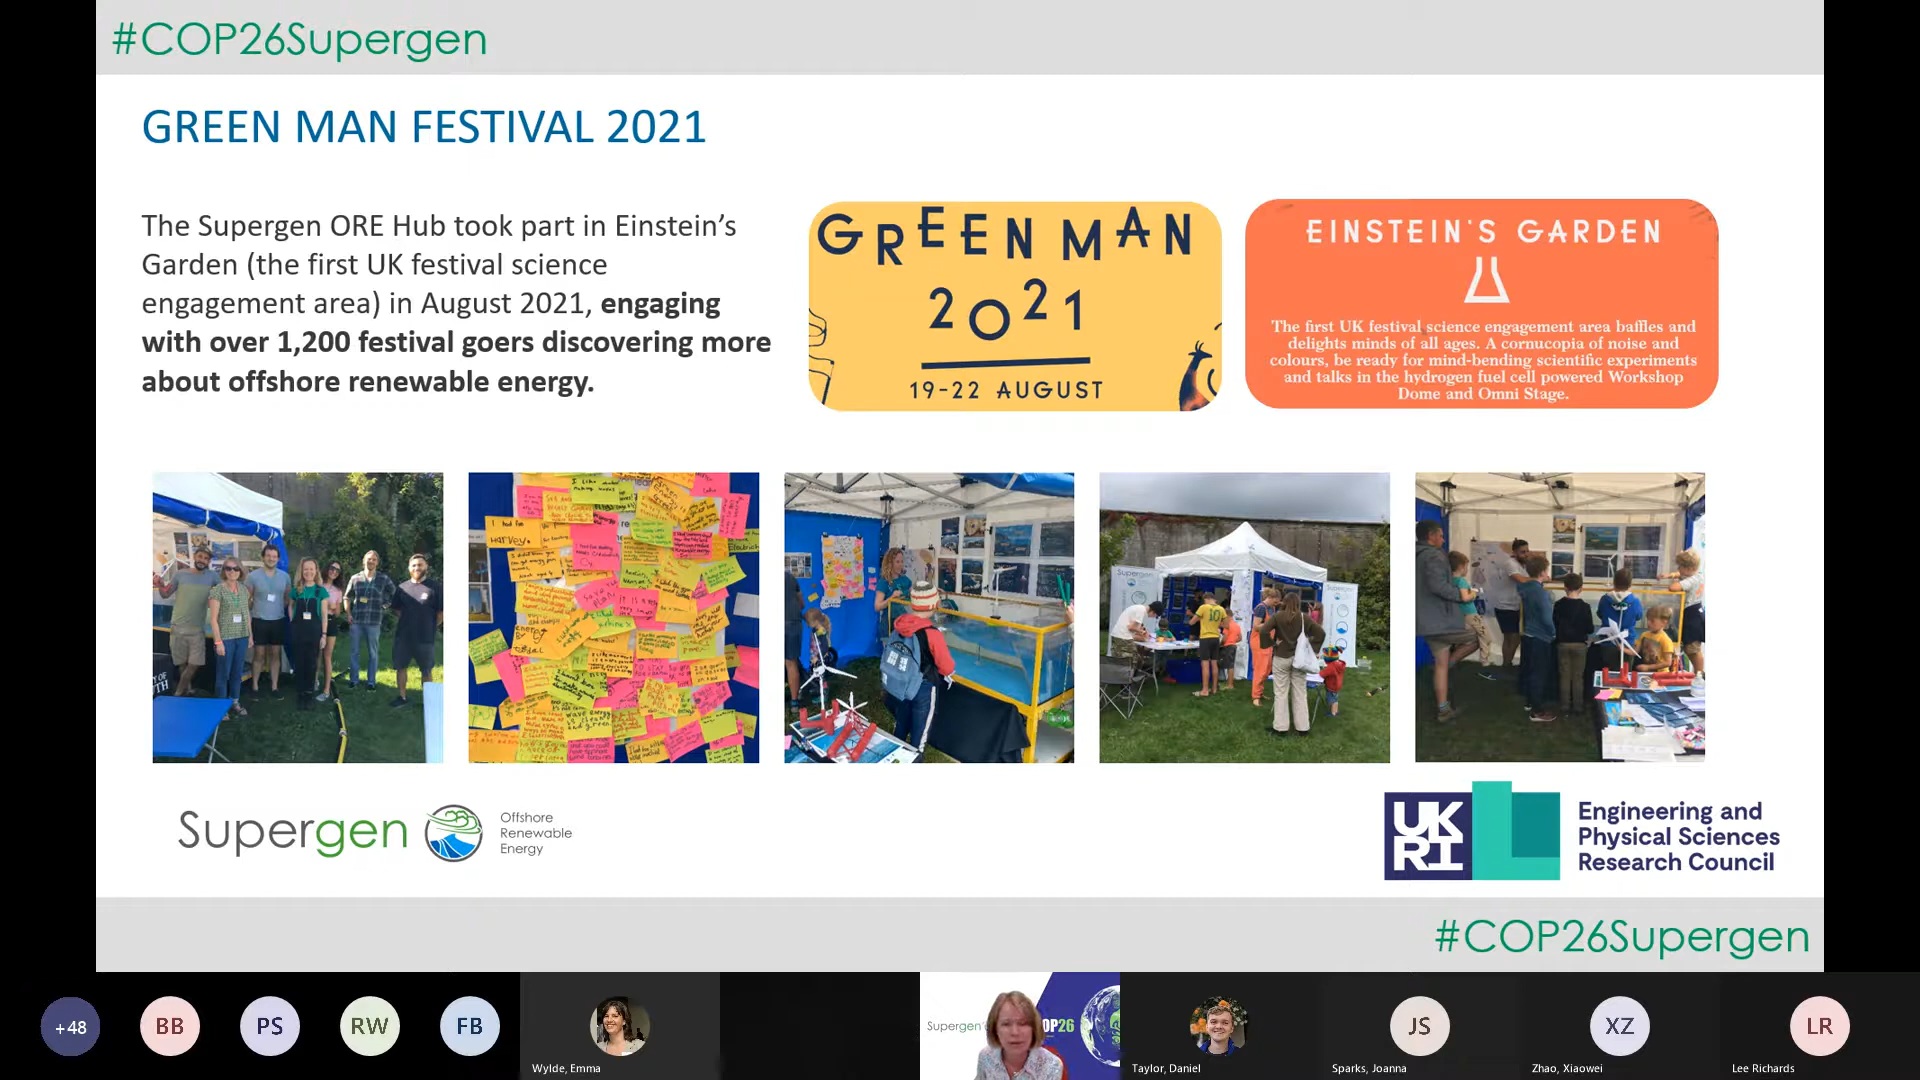 #COP26Supergen
GREEN MAN FESTIVAL 2021
The Supergen ORE Hub took part in Einstein’s
Garden (the first UK festival science
engagement area) in August 2021, engaging
with over 1,200 festival goers discovering more
about offshore renewable energy.
GREEN MAN
2021
19-22 AUGUST
EINSTEIN'S GARDEN
The first UK festival science engagement area baffles and
delights minds of all ages. A cornucopia of noise and
colours, be ready for mind-bending scientific experiments
and talks in the hydrogen fuel cell powered Workshop
Dome and Omni Stage.
Supergen
Offshore
Renewable
Energy
UK
RI
Engineering and
Physical Sciences
Research Council
#COP26Supergen
+48
BB
PS
RW
FB
Wylde, Emma
Supergen
OP26
Taylor, Daniel
JS
Sparks, Joanna
XZ
Zhao, Xiaowei
LR
Lee Richards